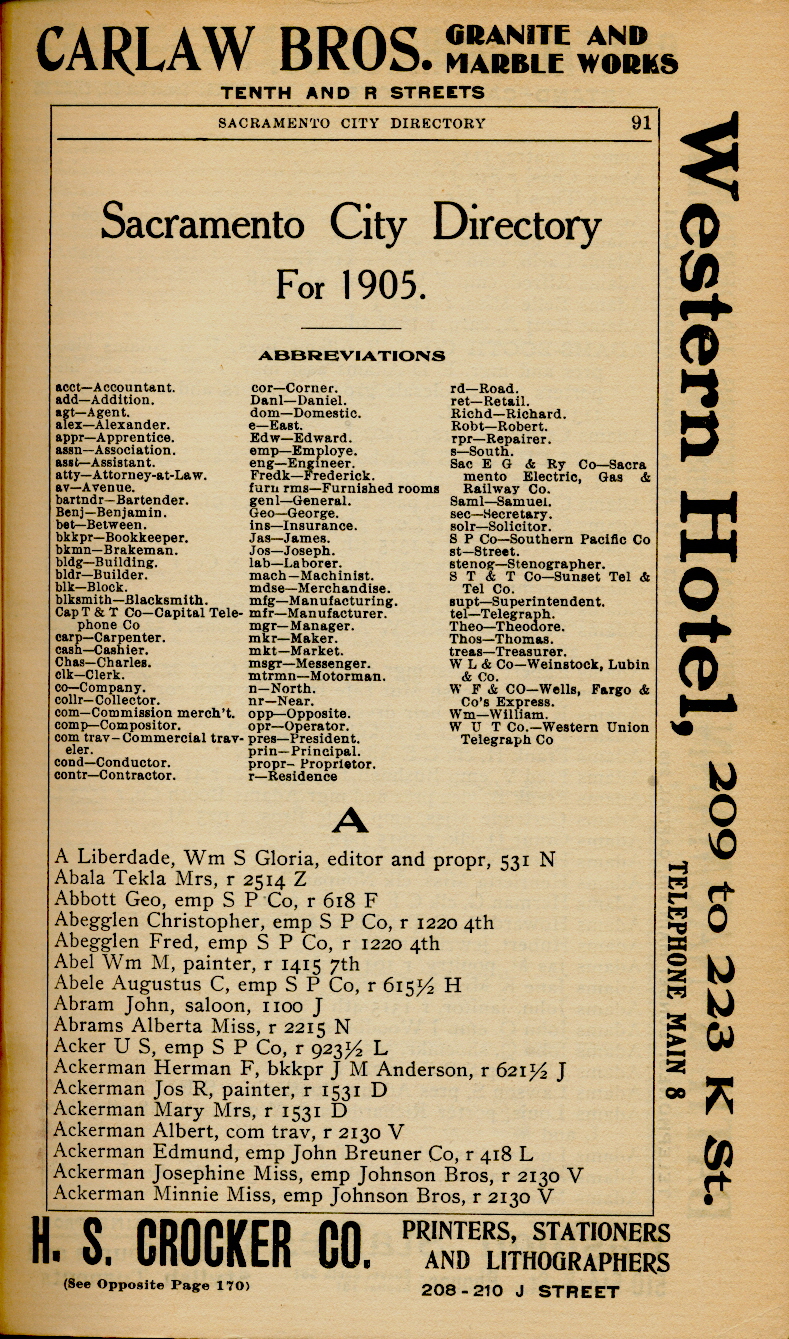 CARLAW BROS. GRANITE AND MARBLE WORKS
TENTH AND R STREETS
SACRAMENTO CITY DIRECTORY 91
Sacramento City Directory
For 1905.
ABBREVIATIONS
acct—Accountant.
add—Addition.
agt—Agent.
alex—Alexander.
appr—Apprentice.
assn—Association.
asst—Assistant.
atty—Attorney-at-Law.
av—Avenue.
bartndr—Bartender.
Benj—Benjamin.
bet—Between.
bkkpr—Bookkeeper.
bkmn—Brakeman.
bldg—Building.
bldr—Builder.
blk—Block.
blksmith—Blacksmith.
Cap T & T Co—Capital Tele-
phone Co
carp—Carpenter.
cash—Cashier.
Chas—Charles.
clk—Clerk.
co—Company.
collr—Collector.
com—Commission merch't.
comp—Compositor.
com trav—Commercial trav-
eler.
cond—Conductor.
contr—Contractor.
cor—Corner.
Danl—Daniel.
dom—Domestic.
e—East.
Edw—Edward.
emp—Employe.
eng—Engineer.
Fredk—Frederick.
furn rms—Furnished rooms
genl—General.
Geo—George.
ins—Insurance.
Jas—James.
Jos—Joseph.
lab—Laborer.
mach—Machinist.
mdse—Merchandise.
mfg—Manufacturing.
mfr—Manufacturer.
mgr—Manager.
mkr—Maker.
mkt—Market.
msgr—Messenger.
mtrmn—Motorman.
n—North.
nr—Near.
opp—Opposite.
opr—Operator.
pres—President.
prin—Principal.
propr—Proprietor.
r—Residence
rd—Road.
ret—Retail.
Richd—Richard.
Robt—Robert.
rpr—Repairer.
s—South.
Sac E G & Ry Co—Sacra
mento Electric, Gas &
Railway Co.
Saml—Samuel.
sec—Secretary.
solr—Solicitor.
S P Co—Southern Pacific Co
st—Street.
stenog—Stenographer.
S T & T Co—Sunset Tel &
Tel Co.
supt—Superintendent.
tel—Telegraph.
Theo—Theodore.
Thos—Thomas.
treas—Treasurer.
W L & Co—Weinstock, Lubin
& Co.
W F & CO—Wells, Fargo &
Co's Express.
Wm—William.
W U T Co.—Western Union
Telegraph Co
A
A Liberdade, Wm S Gloria, editor and propr, 531 N
Abala Tekla Mrs, r 2514 Z
Abbott Geo, emp S P Co, r 618 F
Abegglen Christopher, emp S P Co, r 1220 4th
Abegglen Fred, emp S P Co, r 1220 4th
Abel Wm M, painter, r 1415 7th
Abele Augustus C, emp S P Co, r 615½ H
Abram John, saloon, 1100 J
Abrams Alberta Miss, r 2215 N
Acker U S, emp S P Co, r 923½ L
Ackerman Herman F, bkkpr J M Anderson, r 621½ J
Ackerman Jos R, painter, r 1531 D
Ackerman Mary Mrs, r 1531 D
Ackerman Albert, com trav, r 2130 V
Ackerman Edmund, emp John Breuner Co, r 418 L
Ackerman Josephine Miss, emp Johnson Bros, r 2130 V
Ackerman Minnie Miss, emp Johnson Bros, r 2130 V
Western Hotel, 209 to 223 K St.
TELEPHONE MAIN 8
H. S. CROCKER CO. PRINTERS, STATIONERS
AND LITHOGRAPHERS
(See Opposite Page 170) 208-210 J STREET